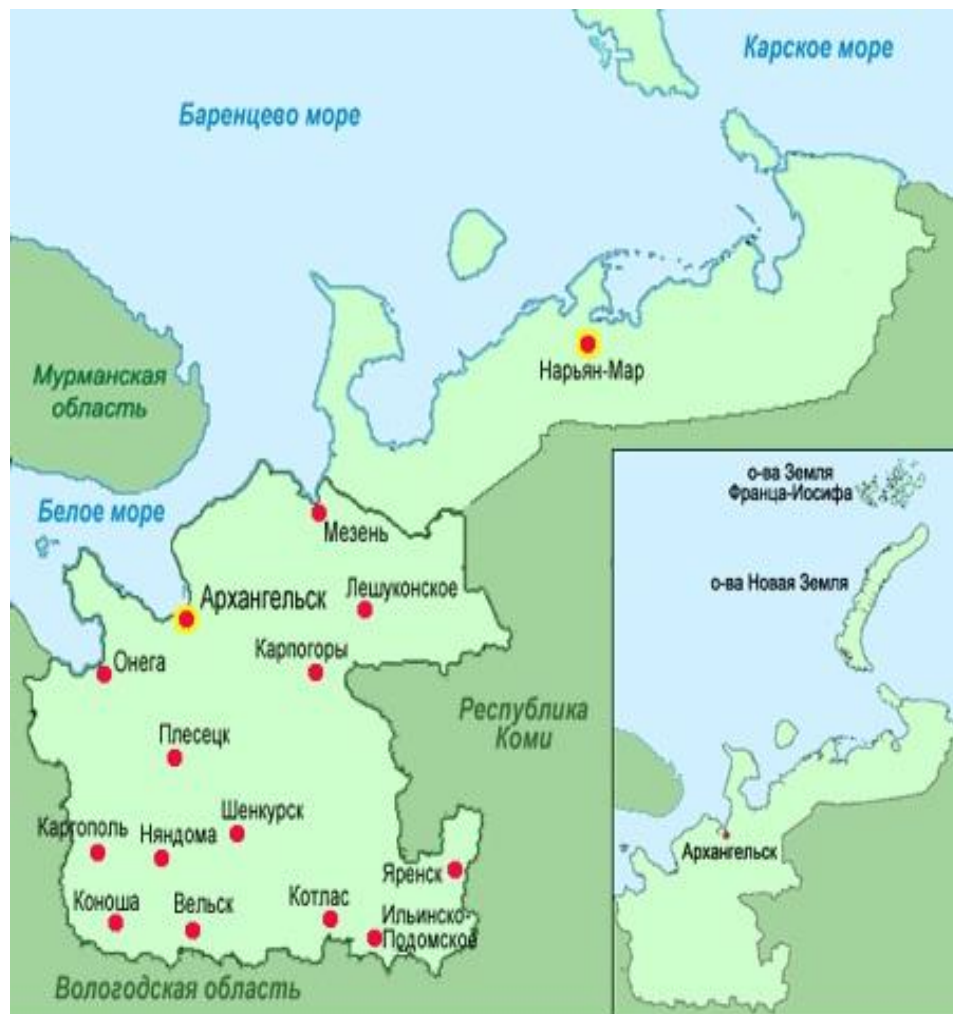 Карское море
Баренцево море
Мурманская
область
Нарьян-Мар
Белое море
Мезень
Архангельск
Лешуконское
Онега
Карпогоры
Республика
Коми
Плесецк
Шенкурск
Каргополь
Няндома
Яренск
Коноша
Вельск
Котлас
Ильинско-
Подомское
Вологодская область
о-ва Земля
Франца-Иосифа
о-ва Новая Земля
Архангельск